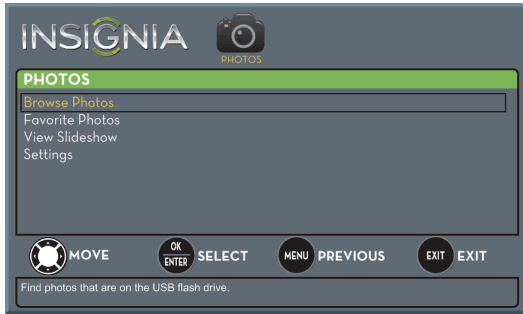 INSIGNIA
PHOTOS
PHOTOS
Browse Photos
Favorite Photos
View Slideshow
Settings
MOVE OK ENTER SELECT MENU PREVIOUS EXIT EXIT
Find photos that are on the USB flash drive.